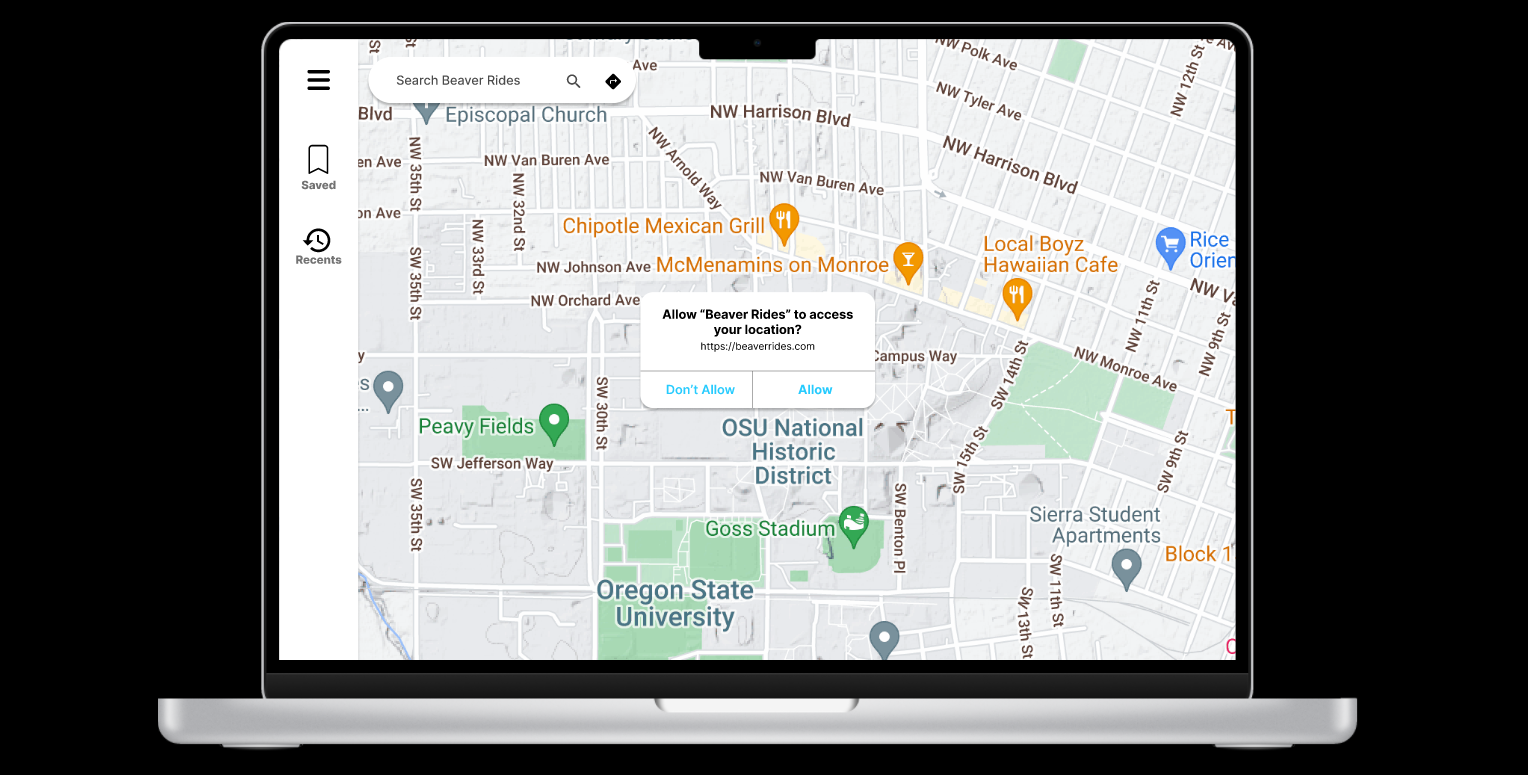 Search Beaver Rides
Saved
Recents
Ave
NW Polk Ave
NW 12th St
Blvd
Episcopal Church
NW Harrison Blvd
NW Tyler Ave
NW Harrison Blvd
en Ave
NW 35th St
NW Van Buren Ave
NW Arnold Way
NW Van Buren Ave
on Ave
NW 32nd St
NW 33rd St
Chipotle Mexican Grill
McMenamins on Monroe
Local Boyz
Hawaiian Cafe
Rice
Orien
SW 35th St
NW Johnson Ave
NW Orchard Ave
NW 11th St
NW 9th St
NW Va
Allow “Beaver Rides” to access
your location?
https://beaverrides.com
Don't Allow
Allow
Campus Way
SW 14th St
NW Monroe Ave
y
s
...
SW 30th St
Peavy Fields
SW Jefferson Way
OSU National
Historic
District
SW 15th St
SW 9th St
T
SW 35th St
Goss Stadium
SW Benton Pl
Sierra Student
Apartments
Block 1
Oregon State
University
SW 13th St
SW 11th St